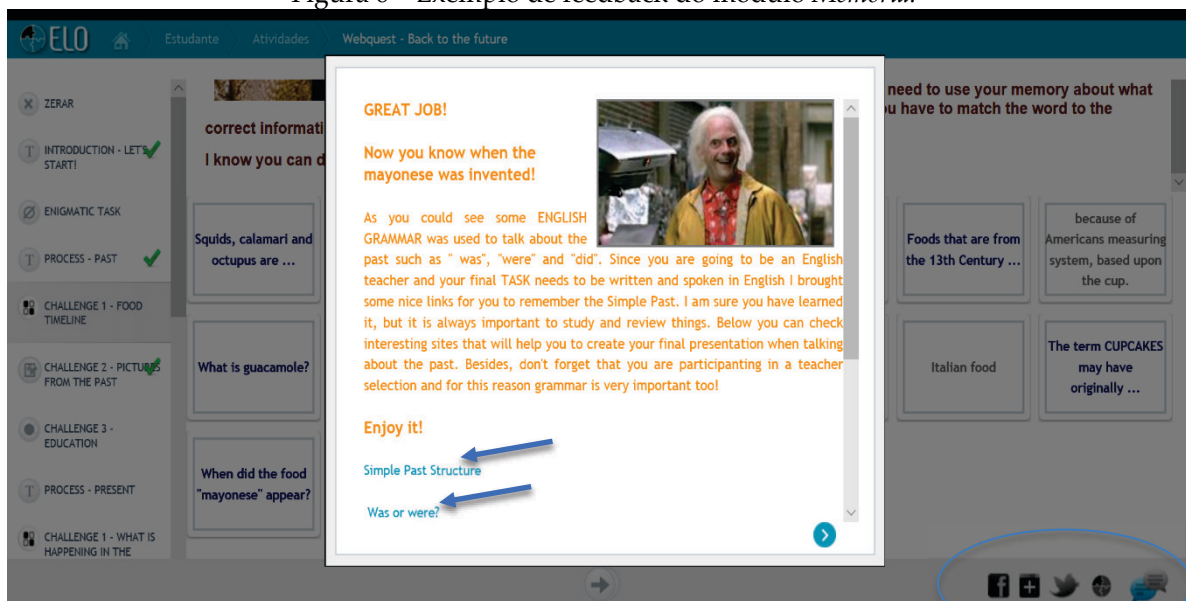 Figura 6 – Exemplo de feedback do módulo Memorial
ELO
Estudante
Atividades
Webquest - Back to the future
ZERAR
INTRODUCTION - LET'S
START!
ENIGMATIC TASK
PROCESS - PAST
CHALLENGE 1 - FOOD
TIMELINE
CHALLENGE 2 - PICTURES
FROM THE PAST
CHALLENGE 3 -
EDUCATION
PROCESS - PRESENT
CHALLENGE 1 - WHAT IS
HAPPENING IN THE
correct informati
I know you can d
need to use your memory about what
u have to match the word to the
Squids, calamari and
octupus are ...
What is guacamole?
When did the food
"mayonese" appear?
GREAT JOB!
Now you know when the
mayonese was invented!
As you could see some ENGLISH
GRAMMAR was used to talk about the
past such as " was", "were" and "did". Since you are going to be an English
teacher and your final TASK needs to be written and spoken in English I brought
some nice links for you to remember the Simple Past. I am sure you have learned
it, but it is always important to study and review things. Below you can check
interesting sites that will help you to create your final presentation when talking
about the past. Besides, don't forget that you are participanting in a teacher
selection and for this reason grammar is very important too!
Enjoy it!
Simple Past Structure
Was or were?
Foods that are from
the 13th Century ...
because of
Americans measuring
system, based upon
the cup.
Italian food
The term CUPCAKES
may have
originally ...